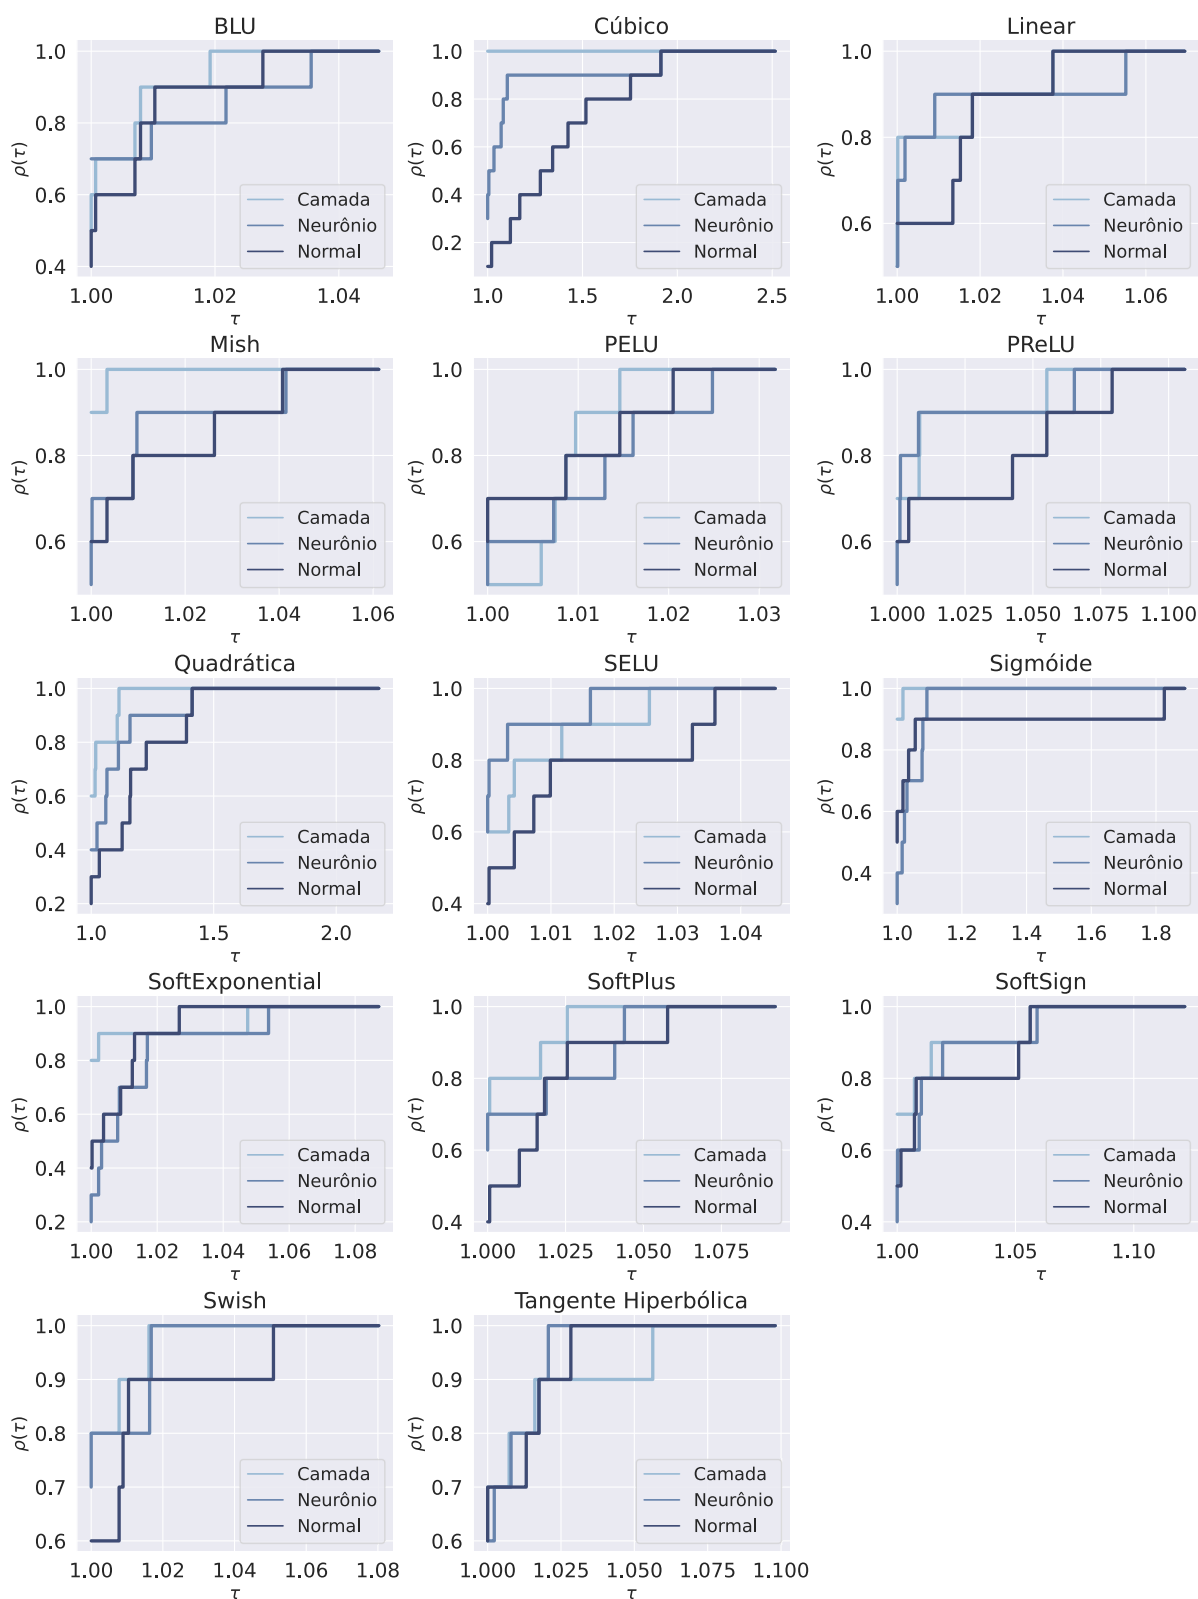 BLU
1.0
0.8
0.6
0.4
ρ(τ)
Camada
Neurônio
Normal
1.00 1.02 1.04
τ
Cúbico
1.0
0.8
0.6
0.4
0.2
ρ(τ)
Camada
Neurônio
Normal
1.0 1.5 2.0 2.5
τ
Linear
1.0
0.8
0.6
ρ(τ)
Camada
Neurônio
Normal
1.00 1.02 1.04 1.06
τ
Mish
1.0
0.8
0.6
ρ(τ)
Camada
Neurônio
Normal
1.00 1.02 1.04 1.06
τ
PELU
1.0
0.8
0.6
ρ(τ)
Camada
Neurônio
Normal
1.00 1.01 1.02 1.03
τ
PReLU
1.0
0.8
0.6
ρ(τ)
Camada
Neurônio
Normal
1.000 1.025 1.050 1.075 1.100
τ
Quadrática
1.0
0.8
0.6
0.4
0.2
ρ(τ)
Camada
Neurônio
Normal
1.0 1.5 2.0
τ
SELU
1.0
0.8
0.6
0.4
ρ(τ)
Camada
Neurônio
Normal
1.00 1.01 1.02 1.03 1.04
τ
Sigmóide
1.0
0.8
0.6
0.4
ρ(τ)
Camada
Neurônio
Normal
1.0 1.2 1.4 1.6 1.8
τ
SoftExponential
1.0
0.8
0.6
0.4
0.2
ρ(τ)
Camada
Neurônio
Normal
1.00 1.02 1.04 1.06 1.08
τ
SoftPlus
1.0
0.8
0.6
0.4
ρ(τ)
Camada
Neurônio
Normal
1.000 1.025 1.050 1.075
τ
SoftSign
1.0
0.8
0.6
0.4
ρ(τ)
Camada
Neurônio
Normal
1.00 1.05 1.10
τ
Swish
1.0
0.9
0.8
0.7
0.6
ρ(τ)
Camada
Neurônio
Normal
1.00 1.02 1.04 1.06 1.08
τ
Tangente Hiperbólica
1.0
0.9
0.8
0.7
0.6
ρ(τ)
Camada
Neurônio
Normal
1.000 1.025 1.050 1.075 1.100
τ